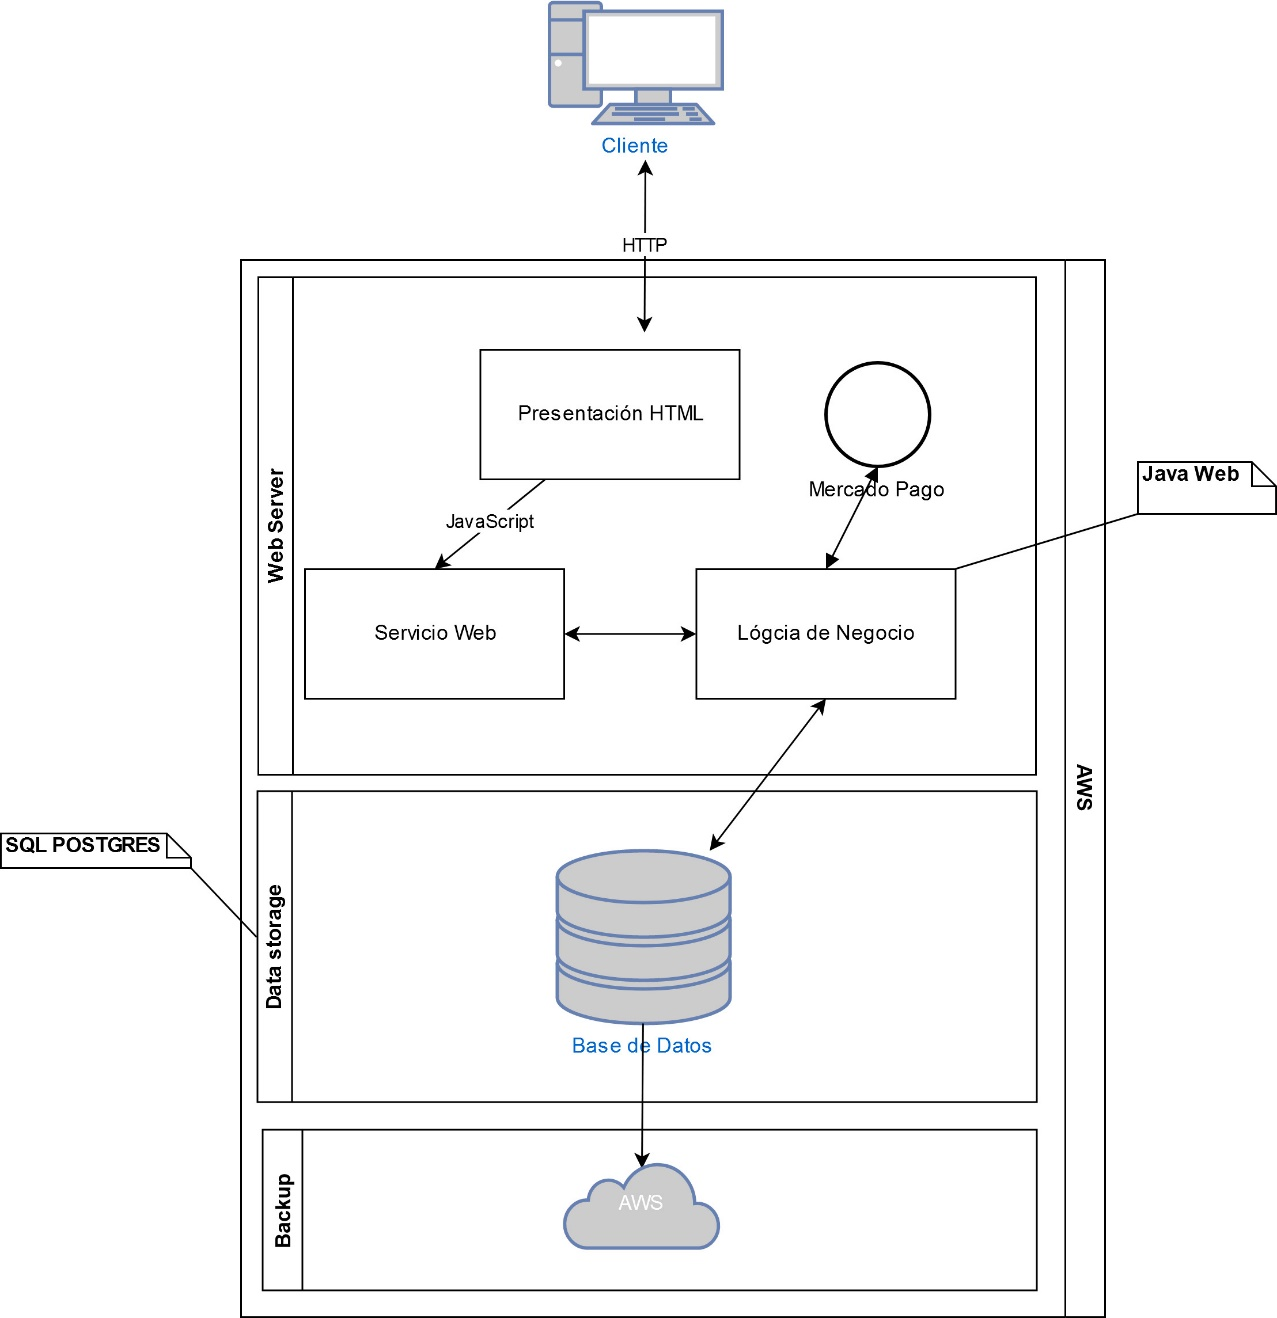 Cliente
HTTP
Presentación HTML
Mercado Pago
Java Web
JavaScript
Web Server
Servicio Web
Lógcia de Negocio
AWS
SQL POSTGRES
Data storage
Base de Datos
Backup
AWS